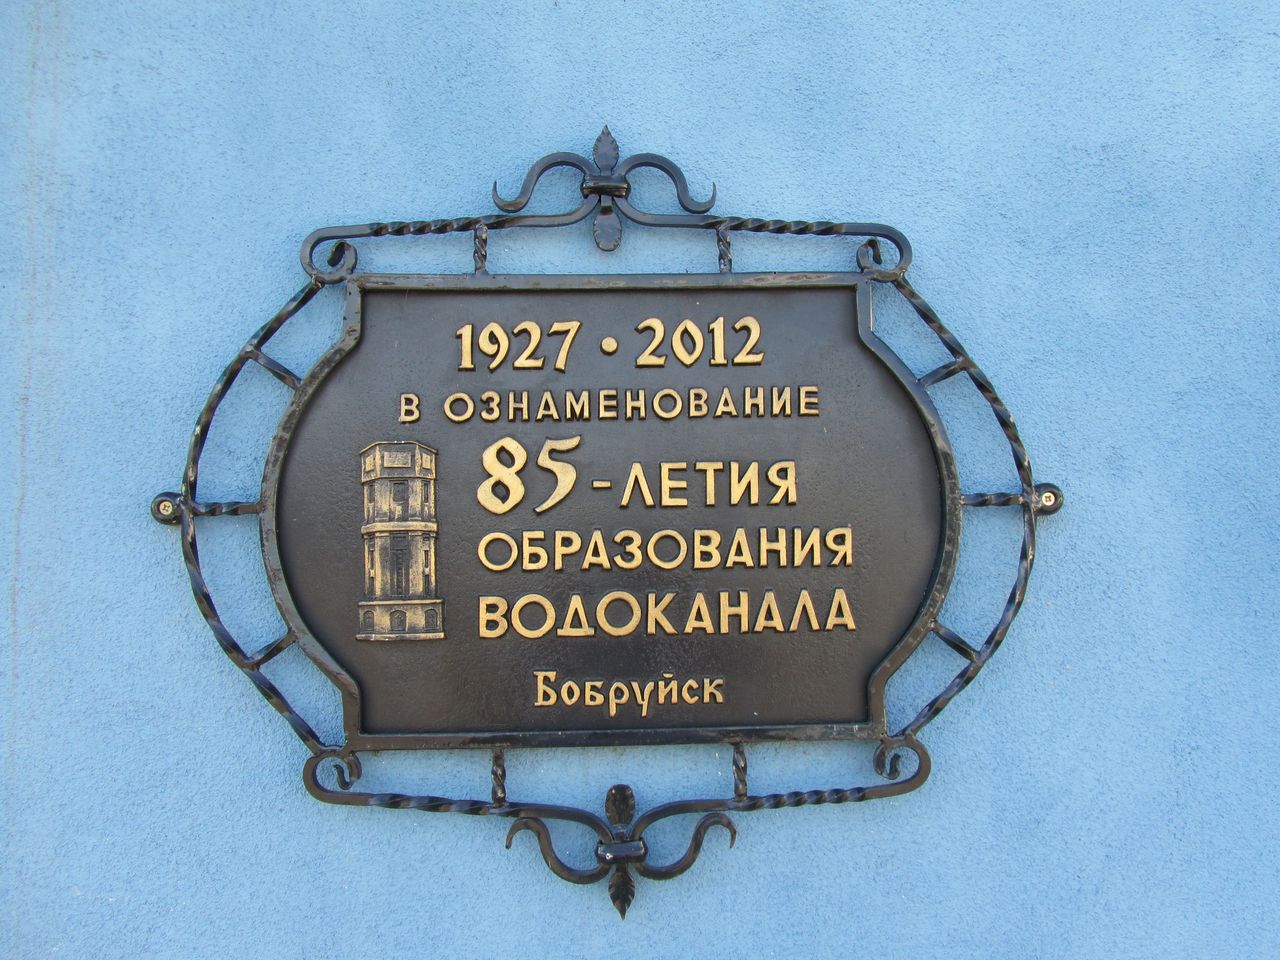 1927 • 2012
В ОЗНАМЕНОВАНИЕ
85-ЛЕТИЯ
ОБРАЗОВАНИЯ
ВОДОКАНАЛА
Бобруйск